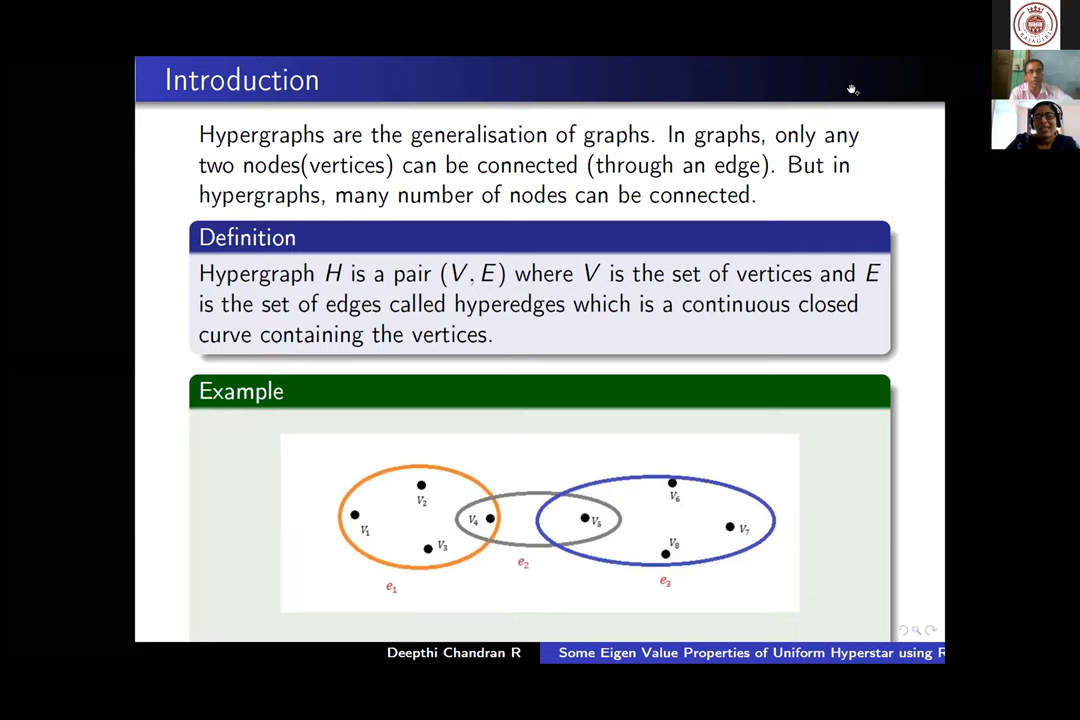 Introduction
Hypergraphs are the generalisation of graphs. In graphs, only any
two nodes(vertices) can be connected (through an edge). But in
hypergraphs, many number of nodes can be connected.
Definition
Hypergraph H is a pair (V, E) where V is the set of vertices and E
is the set of edges called hyperedges which is a continuous closed
curve containing the vertices.
Example
V₁
V₂
V₃
V₄
V₅
V₆
V₇
V₈
e₁
e₂
e₃
Deepthi Chandran R
Some Eigen Value Properties of Uniform Hyperstar using R
RAJAGIRI